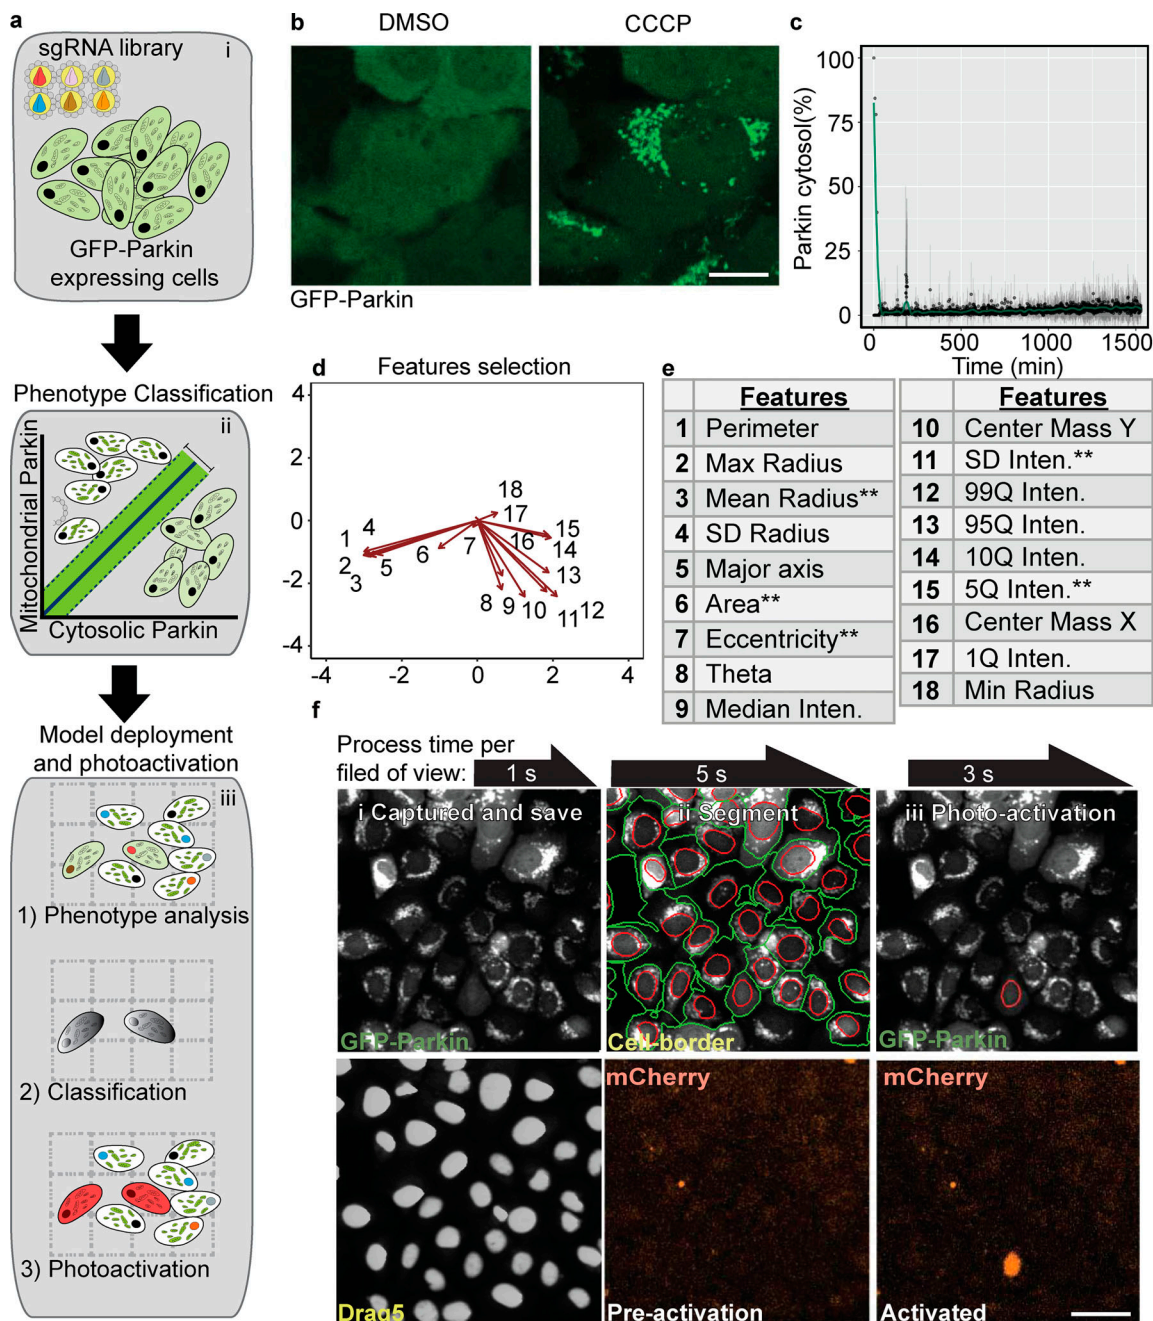 a
sgRNA library
i
GFP-Parkin
expressing cells
Phenotype Classification
ii
Mitochondrial Parkin
Cytosolic Parkin
Model deployment
and photoactivation
iii
1) Phenotype analysis
2) Classification
3) Photoactivation
b
DMSO
CCCP
GFP-Parkin
c
Parkin cytosol(%)
100
75
50
25
0
0
500
1000
1500
Time (min)
d
Features selection
4
2
0
-2
-4
-4
-2
0
2
4
1
4
2
3
5
6
7
8
9
10
11
12
13
14
15
16
17
18
e
Features
1 Perimeter
2 Max Radius
3 Mean Radius**
4 SD Radius
5 Major axis
6 Area**
7 Eccentricity**
8 Theta
9 Median Inten.
Features
10 Center Mass Y
11 SD Inten.**
12 99Q Inten.
13 95Q Inten.
14 10Q Inten.
15 5Q Inten.**
16 Center Mass X
17 1Q Inten.
18 Min Radius
f
Process time per
filed of view:
1 s
5 s
3 s
i Captured and save
GFP-Parkin
ii Segment
Cell-border
iii Photo-activation
GFP-Parkin
Draq5
mCherry
Pre-activation
mCherry
Activated